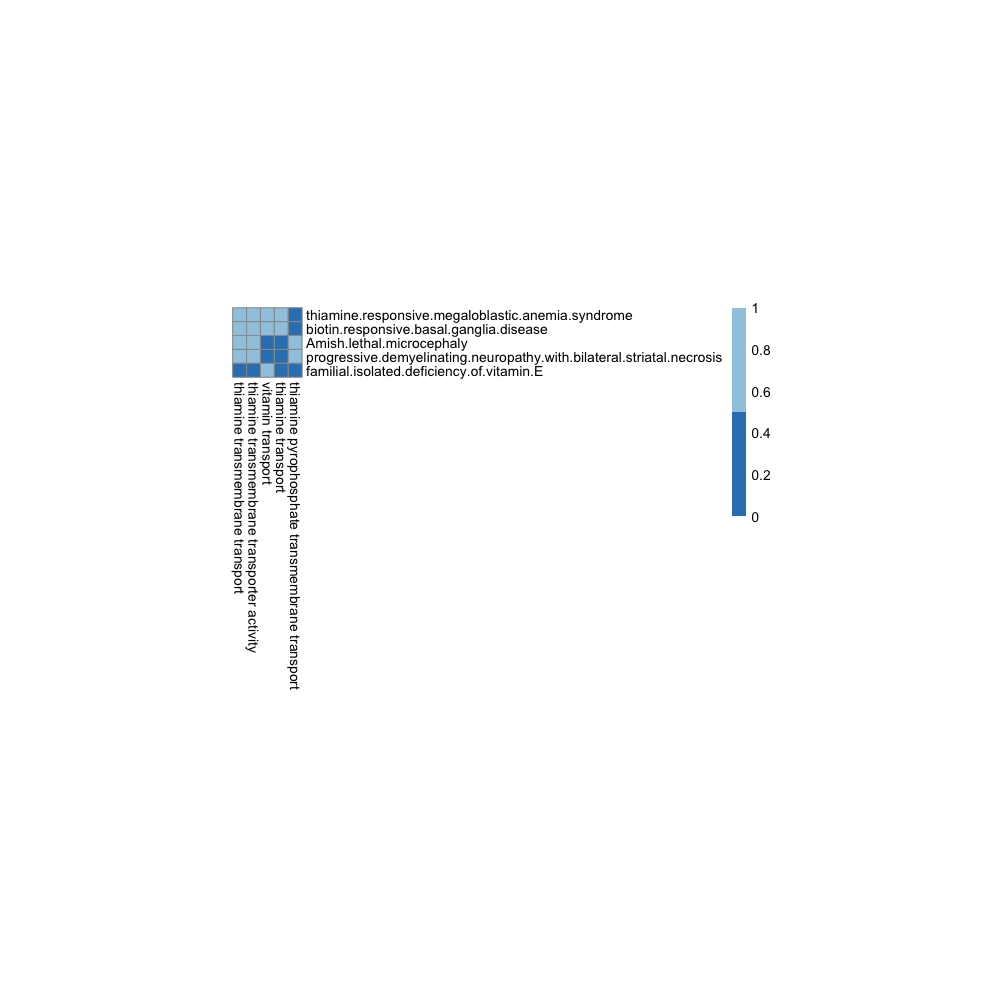 thiamine.responsive.megaloblastic.anemia.syndrome
biotin.responsive.basal.ganglia.disease
Amish.lethal.microcephaly
progressive.demyelinating.neuropathy.with.bilateral.striatal.necrosis
familial.isolated.deficiency.of.vitamin.E
thiamine transmembrane transport
thiamine transmembrane transporter activity
vitamin transport
thiamine transport
thiamine pyrophosphate transmembrane transport
1
0.8
0.6
0.4
0.2
0